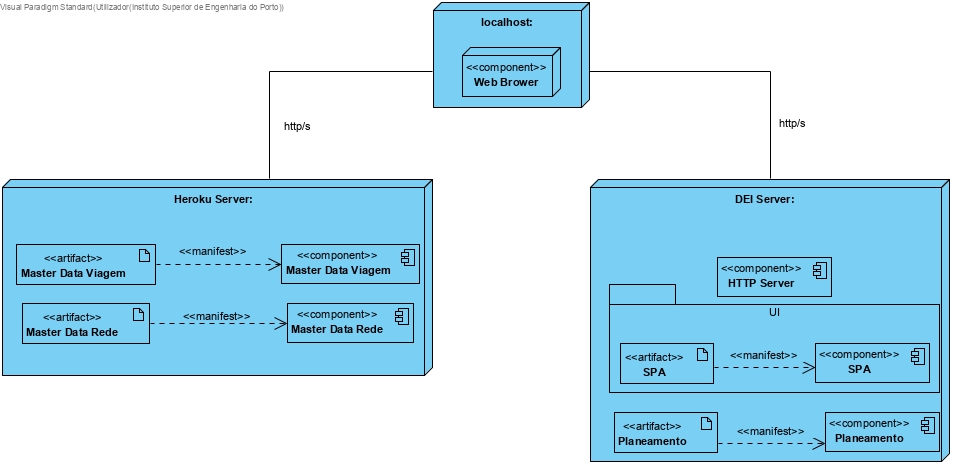 Visual Paradigm Standard(Utilizador(Instituto Superior de Engenharia do Porto))
localhost:
<<component>>
Web Brower
http/s
http/s
Heroku Server:
<<artifact>>
Master Data Viagem
<<manifest>>
<<component>>
Master Data Viagem
<<artifact>>
Master Data Rede
<<manifest>>
<<component>>
Master Data Rede
DEI Server:
<<component>>
HTTP Server
UI
<<artifact>>
SPA
<<manifest>>
<<component>>
SPA
<<artifact>>
Planeamento
<<manifest>>
<<component>>
Planeamento